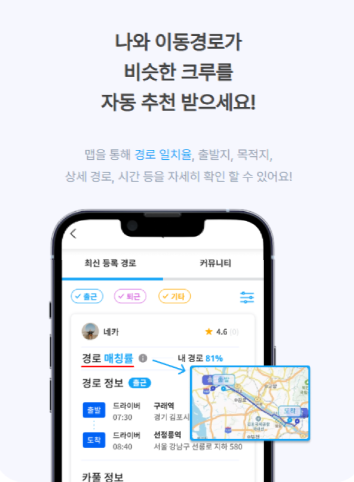 나와 이동경로가
비슷한 크루를
자동 추천 받으세요!
맵을 통해 경로 일치율, 출발지, 목적지,
상세 경로, 시간 등을 자세히 확인 할 수 있어요!
최신 등록 경로 커뮤니티
출근 퇴근 기타
네카 4.6
경로 매칭률 내 경로 81%
경로 정보 출근
출발 드라이버 구래역
07:30 경기 김포시
도착 드라이버 선정릉역
08:40 서울 강남구 선릉로 지하 580
출발
도착
카풀 정보